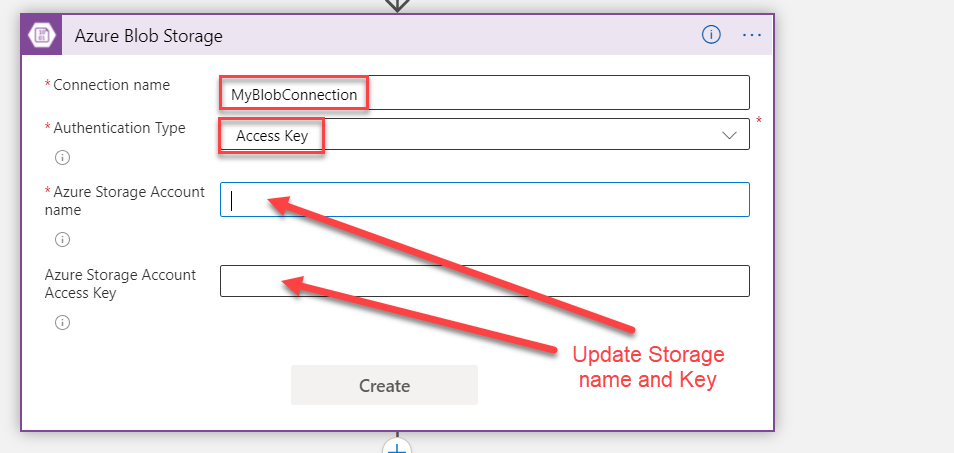 Azure Blob Storage
*Connection name
MyBlobConnection
*Authentication Type
Access Key
*
*Azure Storage Account
name
Azure Storage Account
Access Key
Update Storage
name and Key
Create